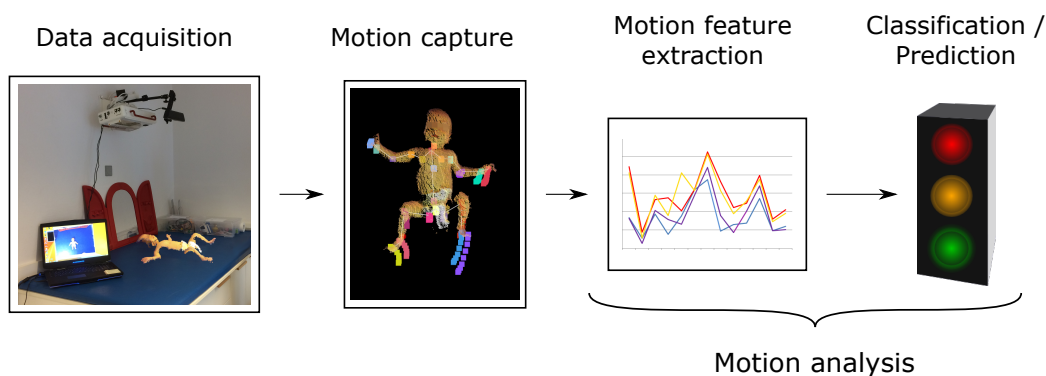 Data acquisition
Motion capture
Motion feature
extraction
Classification /
Prediction
Motion analysis